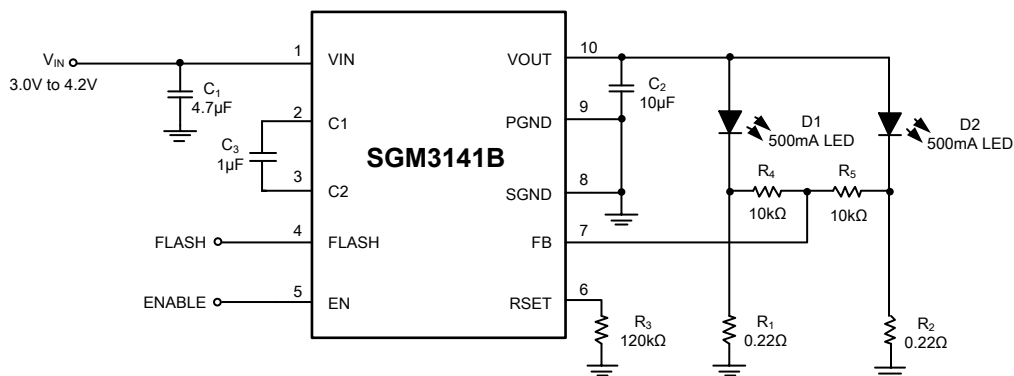 VIN
3.0V to 4.2V
C1
4.7µF
C3
1µF
FLASH
ENABLE
1
2
3
4
5
VIN
C1
C2
FLASH
EN
SGM3141B
VOUT
PGND
SGND
FB
RSET
10
9
8
7
6
C2
10µF
D1
500mA LED
D2
500mA LED
R4
10kΩ
R5
10kΩ
R3
120kΩ
R1
0.22Ω
R2
0.22Ω